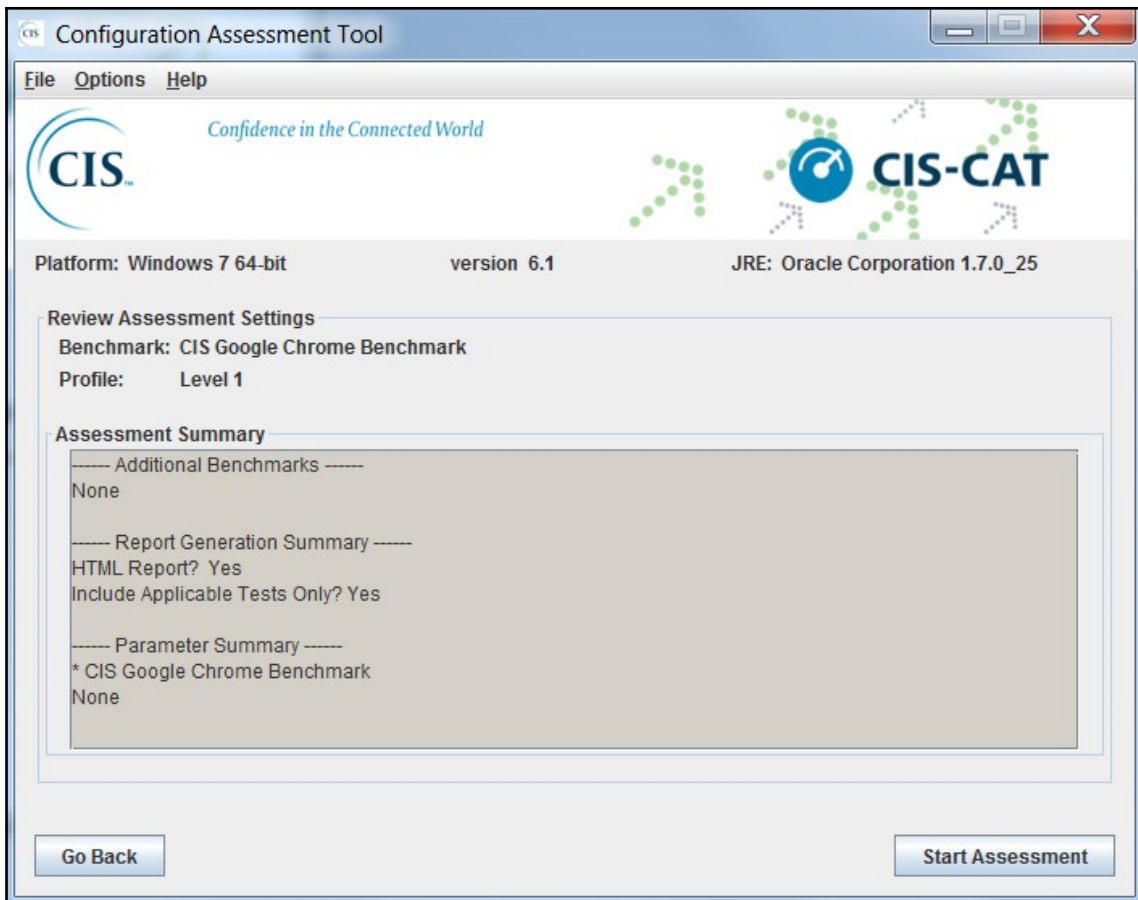 CIS Configuration Assessment Tool
File Options Help
CIS™ Confidence in the Connected World CIS-CAT
Platform: Windows 7 64-bit version 6.1 JRE: Oracle Corporation 1.7.0_25
Review Assessment Settings
Benchmark: CIS Google Chrome Benchmark
Profile: Level 1
Assessment Summary
------ Additional Benchmarks ------
None
------ Report Generation Summary ------
HTML Report? Yes
Include Applicable Tests Only? Yes
------ Parameter Summary ------
* CIS Google Chrome Benchmark
None
Go Back Start Assessment